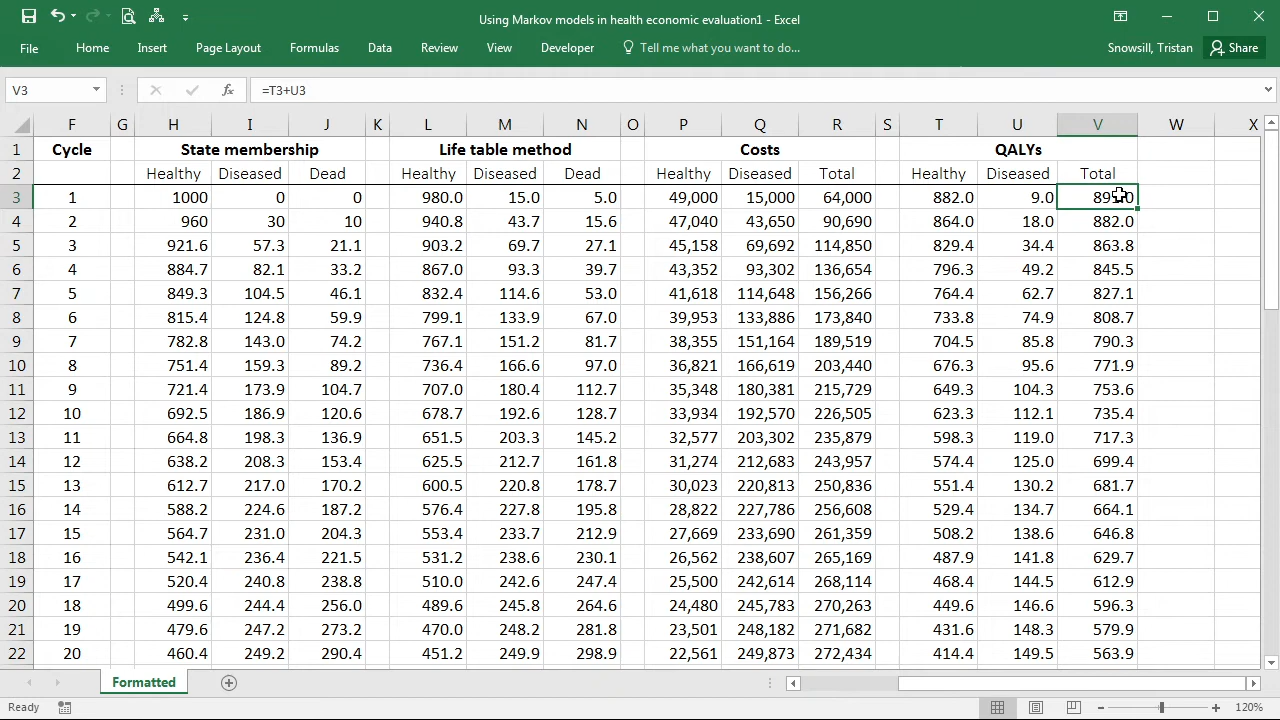 Using Markov models in health economic evaluation1 - Excel
File Home Insert Page Layout Formulas Data Review View Developer Tell me what you want to do... Snowsill, Tristan Share
V3 fx =T3+U3
F G H I J K L M N O P Q R S T U V W X
1 Cycle State membership Life table method Costs QALYs
2 Healthy Diseased Dead Healthy Diseased Dead Healthy Diseased Total Healthy Diseased Total
3 1 1000 0 0 980.0 15.0 5.0 49,000 15,000 64,000 882.0 9.0
4 2 960 30 10 940.8 43.7 15.6 47,040 43,650 90,690 864.0 18.0 882.0
5 3 921.6 57.3 21.1 903.2 69.7 27.1 45,158 69,692 114,850 829.4 34.4 863.8
6 4 884.7 82.1 33.2 867.0 93.3 39.7 43,352 93,302 136,654 796.3 49.2 845.5
7 5 849.3 104.5 46.1 832.4 114.6 53.0 41,618 114,648 156,266 764.4 62.7 827.1
8 6 815.4 124.8 59.9 799.1 133.9 67.0 39,953 133,886 173,840 733.8 74.9 808.7
9 7 782.8 143.0 74.2 767.1 151.2 81.7 38,355 151,164 189,519 704.5 85.8 790.3
10 8 751.4 159.3 89.2 736.4 166.6 97.0 36,821 166,619 203,440 676.3 95.6 771.9
11 9 721.4 173.9 104.7 707.0 180.4 112.7 35,348 180,381 215,729 649.3 104.3 753.6
12 10 692.5 186.9 120.6 678.7 192.6 128.7 33,934 192,570 226,505 623.3 112.1 735.4
13 11 664.8 198.3 136.9 651.5 203.3 145.2 32,577 203,302 235,879 598.3 119.0 717.3
14 12 638.2 208.3 153.4 625.5 212.7 161.8 31,274 212,683 243,957 574.4 125.0 699.4
15 13 612.7 217.0 170.2 600.5 220.8 178.7 30,023 220,813 250,836 551.4 130.2 681.7
16 14 588.2 224.6 187.2 576.4 227.8 195.8 28,822 227,786 256,608 529.4 134.7 664.1
17 15 564.7 231.0 204.3 553.4 233.7 212.9 27,669 233,690 261,359 508.2 138.6 646.8
18 16 542.1 236.4 221.5 531.2 238.6 230.1 26,562 238,607 265,169 487.9 141.8 629.7
19 17 520.4 240.8 238.8 510.0 242.6 247.4 25,500 242,614 268,114 468.4 144.5 612.9
20 18 499.6 244.4 256.0 489.6 245.8 264.6 24,480 245,783 270,263 449.6 146.6 596.3
21 19 479.6 247.2 273.2 470.0 248.2 281.8 23,501 248,182 271,682 431.6 148.3 579.9
22 20 460.4 249.2 290.4 451.2 249.9 298.9 22,561 249,873 272,434 414.4 149.5 563.9
Formatted
Ready 120%